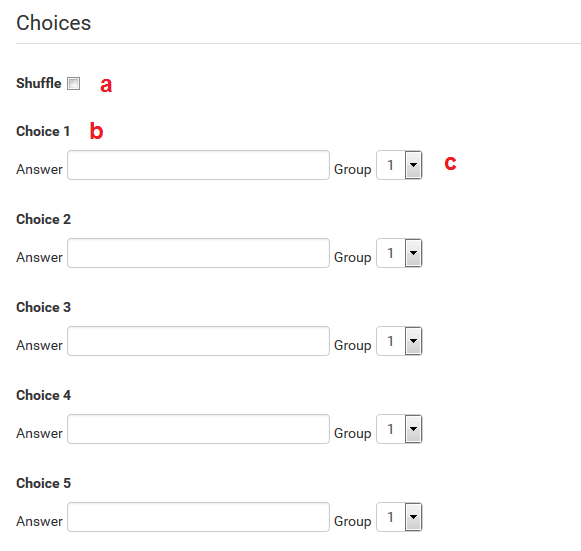 Choices
Shuffle a
Choice 1 b
Answer Group 1 c
Choice 2
Answer Group 1
Choice 3
Answer Group 1
Choice 4
Answer Group 1
Choice 5
Answer Group 1